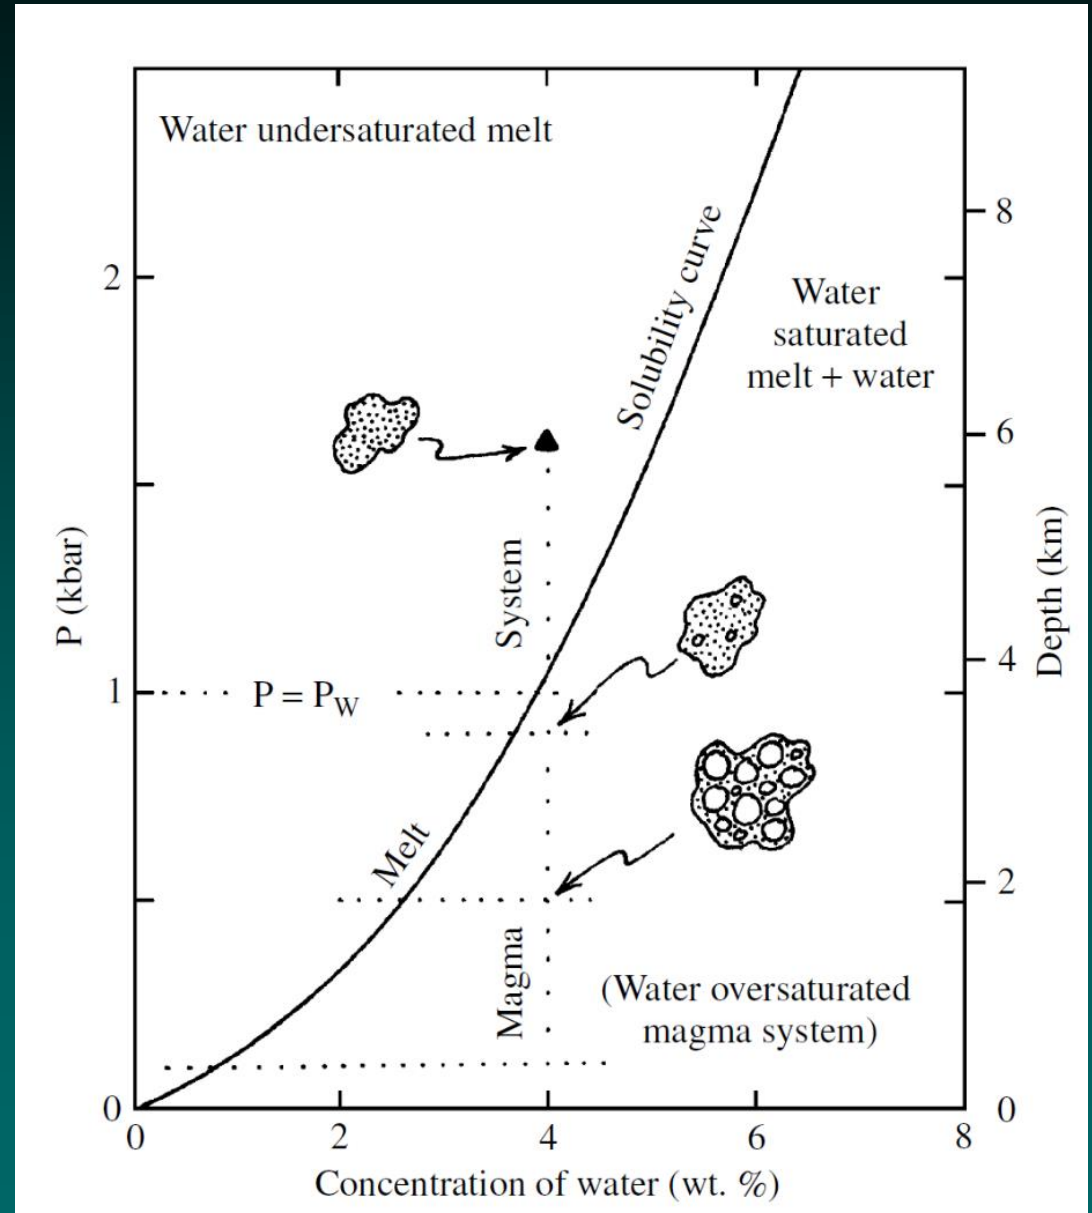 Water undersaturated melt
8
2
Solubility curve
Water
saturated
melt + water
6
System
P (kbar)
Depth (km)
4
1
P = PW
Melt
2
Magma
(Water oversaturated
magma system)
0
0
0
2
4
6
8
Concentration of water (wt. %)